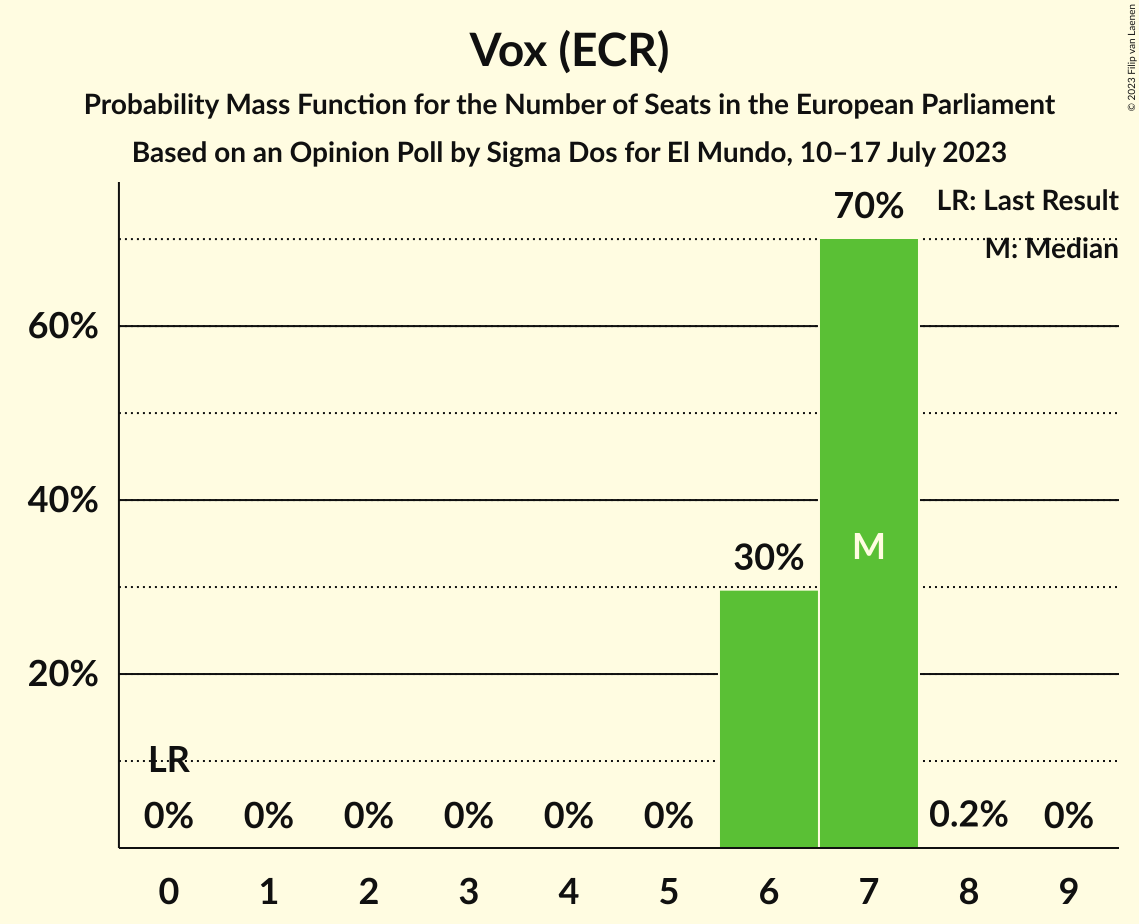 Vox (ECR)
Probability Mass Function for the Number of Seats in the European Parliament
Based on an Opinion Poll by Sigma Dos for El Mundo, 10–17 July 2023
© 2023 Filip van Laenen
LR: Last Result
M: Median
70%
60%
40%
30%
M
20%
LR
0% 0% 0% 0% 0% 0% 0.2% 0%
0 1 2 3 4 5 6 7 8 9